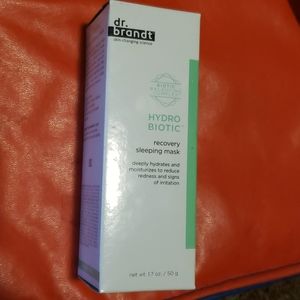 dr.
brandt
skin changing science
BIOTIC
HYDRO
BIOTIC
recovery
sleeping mask
deeply hydrates and
moisturizes to reduce
redness and signs
of irritation
net wt 1.7 oz. / 50 g